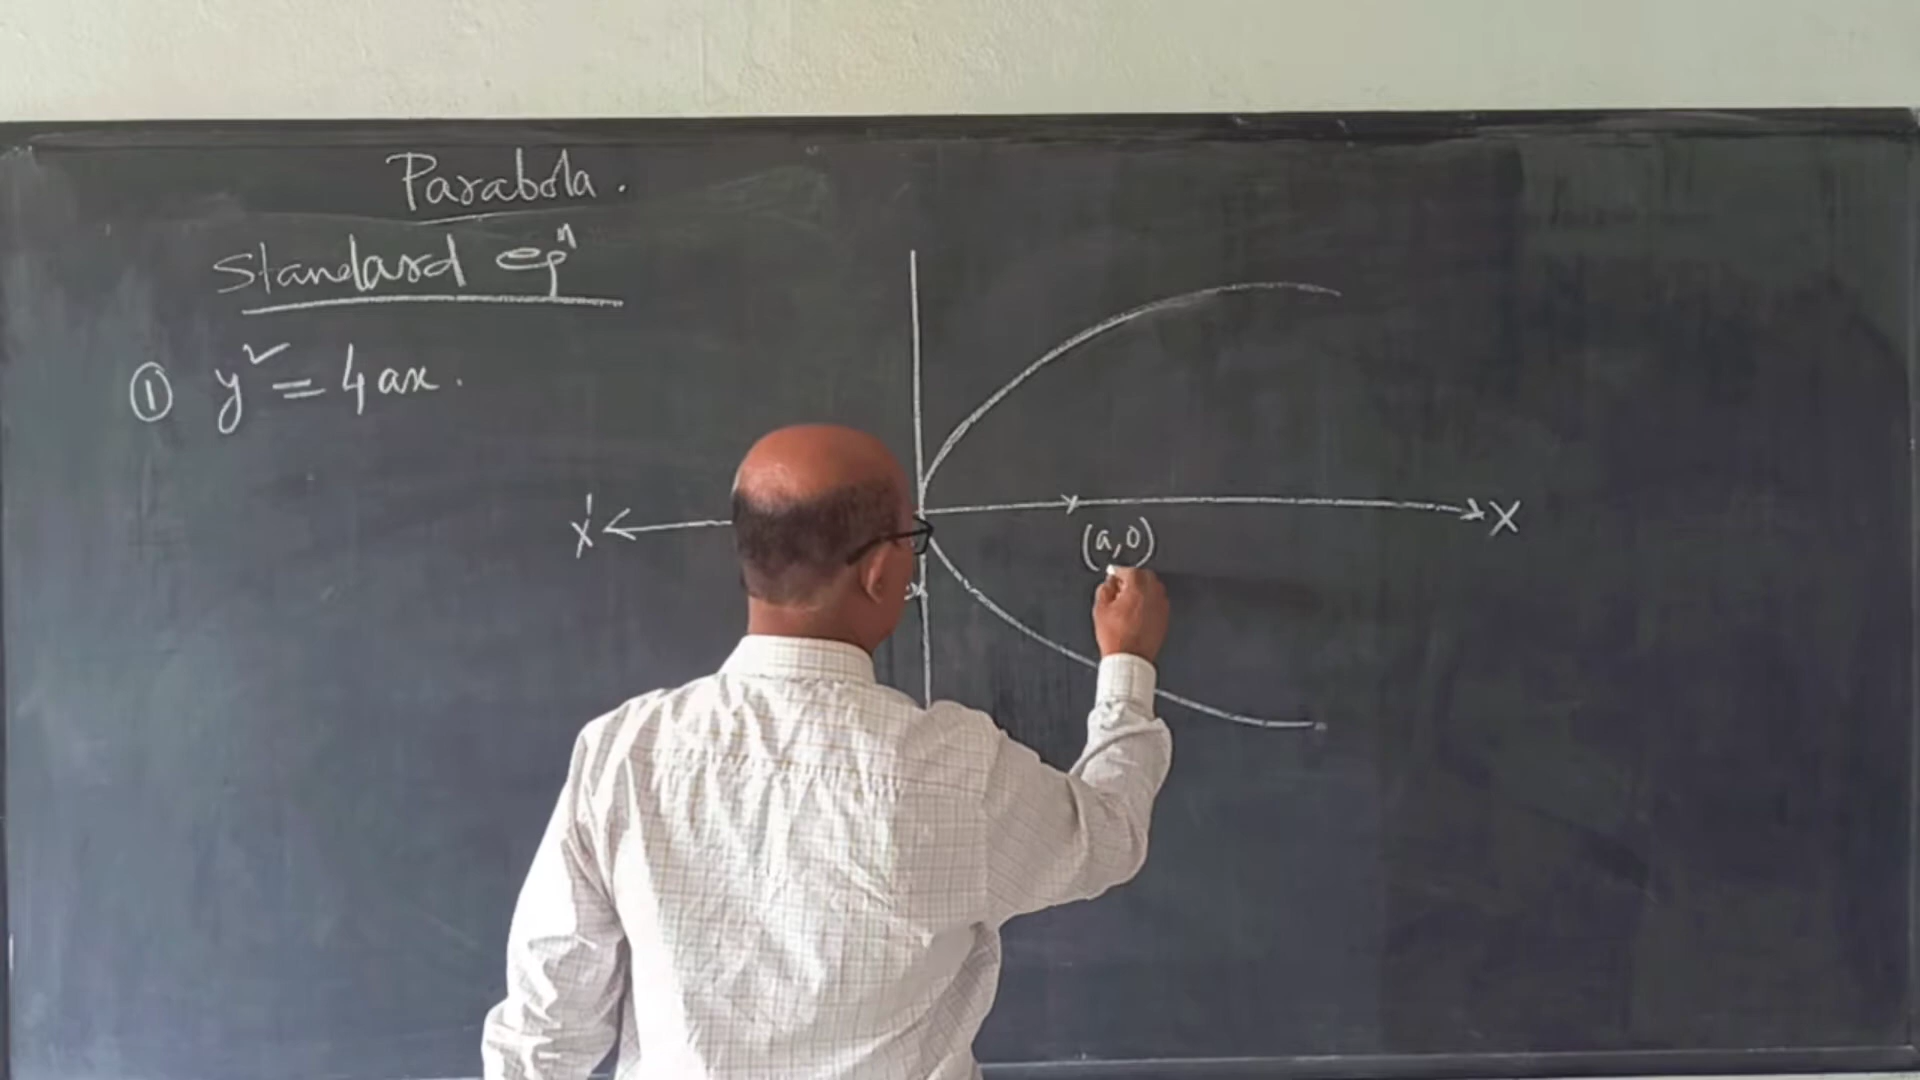 Parabola.
Standard eqⁿ
① y² = 4ax.
X' X
(a,0)